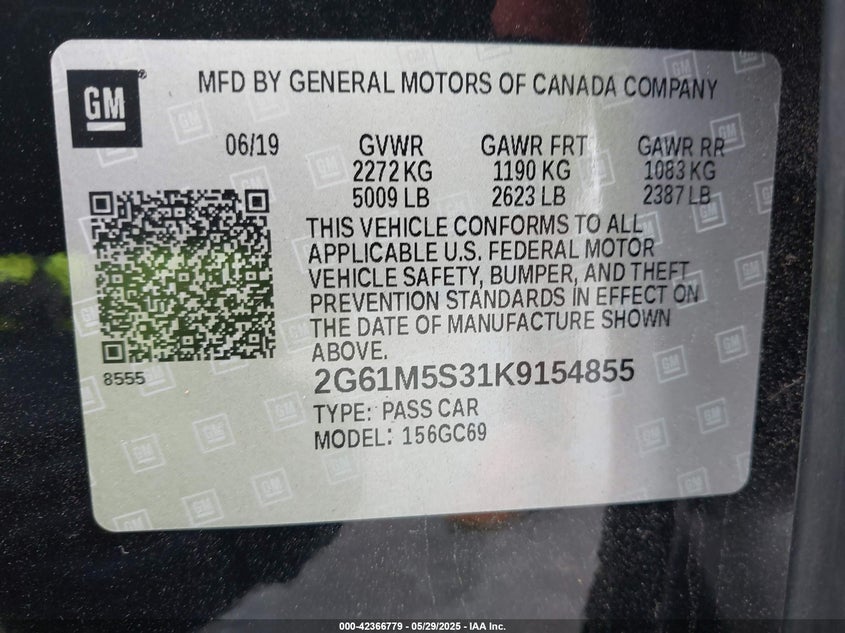 GM
MFD BY GENERAL MOTORS OF CANADA COMPANY
06/19 GVWR GAWR FRT GAWR RR
2272 KG 1190 KG 1083 KG
5009 LB 2623 LB 2387 LB
THIS VEHICLE CONFORMS TO ALL
APPLICABLE U.S. FEDERAL MOTOR
VEHICLE SAFETY, BUMPER, AND THEFT
PREVENTION STANDARDS IN EFFECT ON
THE DATE OF MANUFACTURE SHOWN
ABOVE.
8555
2G61M5S31K9154855
TYPE: PASS CAR
MODEL: 156GC69
000-42366779 — 05/29/2025 — IAA Inc.